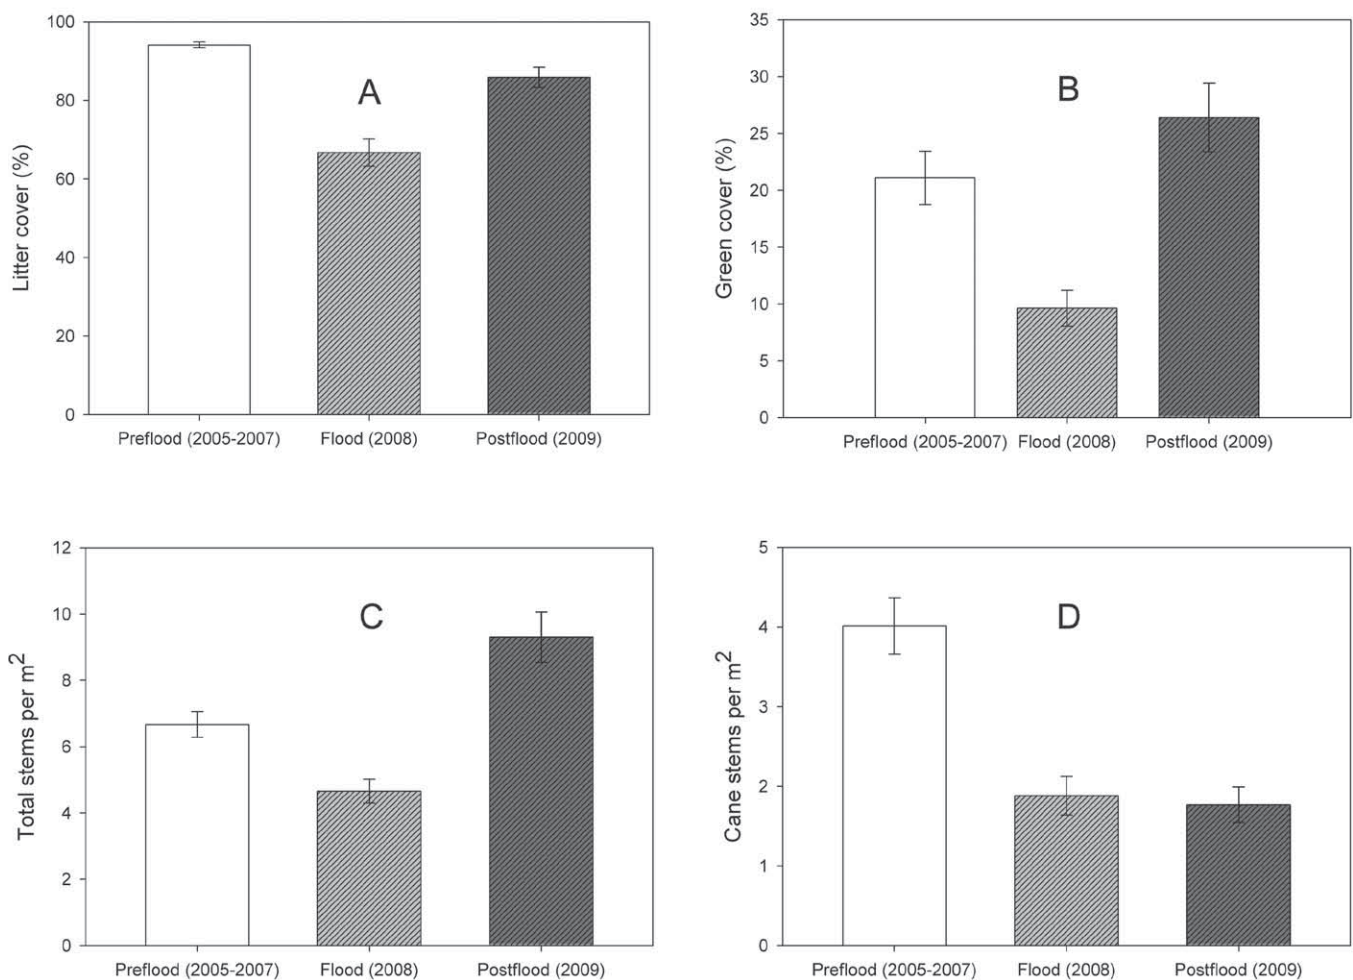 A
Litter cover (%)
100
80
60
40
20
0
Preflood (2005-2007) Flood (2008) Postflood (2009)
B
Green cover (%)
35
30
25
20
15
10
5
0
Preflood (2005-2007) Flood (2008) Postflood (2009)
C
Total stems per m2
12
10
8
6
4
2
0
Preflood (2005-2007) Flood (2008) Postflood (2009)
D
Cane stems per m2
5
4
3
2
1
0
Preflood (2005-2007) Flood (2008) Postflood (2009)